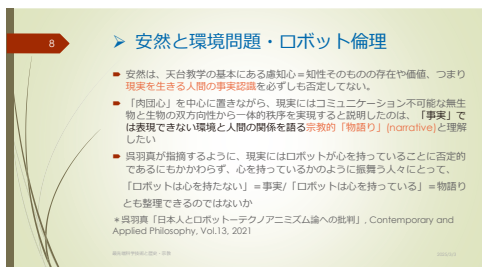 8
➢ 安然と環境問題・ロボット倫理
安然は、天台教学の基本にある慮知心＝知性そのものの存在や価値、つまり
現実を生きる人間の事実認識を必ずしも否定してない。
「肉団心」を中心に置きながら、現実にはコミュニケーション不可能な無生
物と生物の双方向性から一体的秩序を実現すると説明したのは、「事実」で
は表現できない環境と人間の関係を語る宗教的「物語り」(narrative)と理解
したい
呉羽真が指摘するように、現実にはロボットが心を持っていることに否定的
であるにもかかわらず、心を持っているかのように振舞う人々にとって、
「ロボットは心を持たない」＝事実/「ロボットは心を持っている」＝物語り
とも整理できるのではないか
＊呉羽真「日本人とロボットーテクノアニミズム論への批判」, Contemporary and
Applied Philosophy, Vol.13, 2021